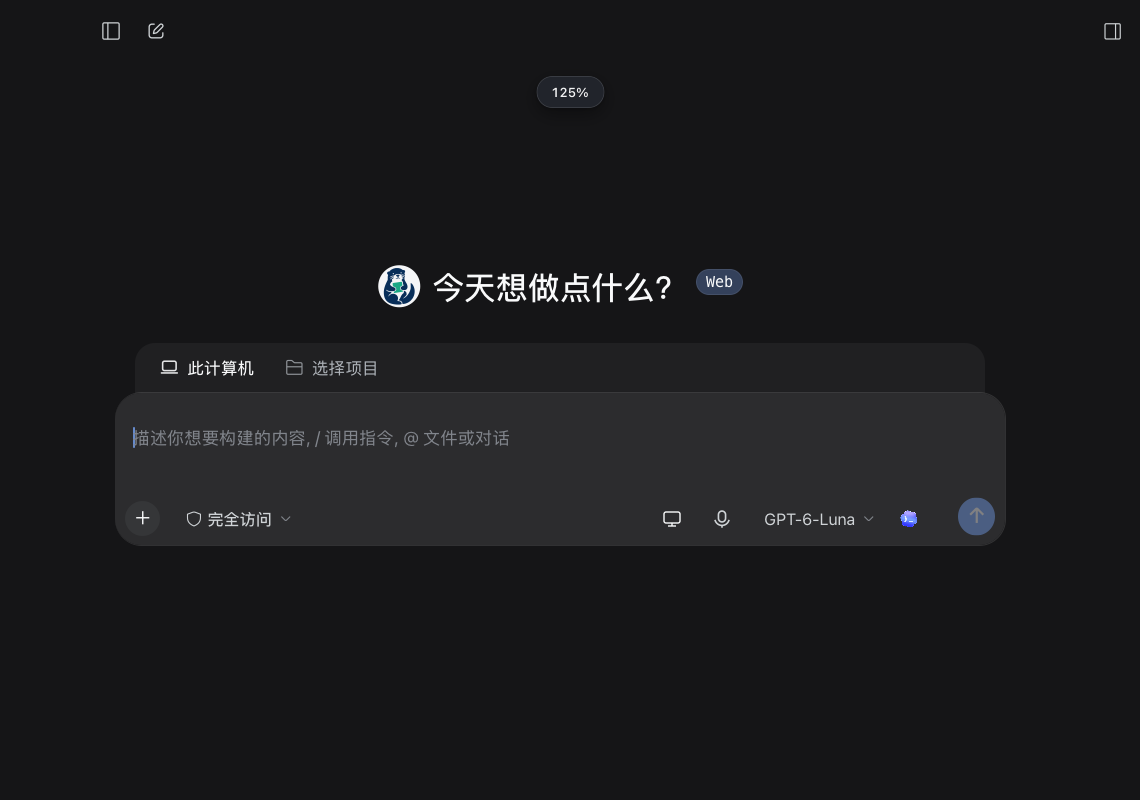 125%
今天想做点什么? Web
此计算机 选择项目
描述你想要构建的内容, / 调用指令, @ 文件或对话
完全访问 GPT-6-Luna